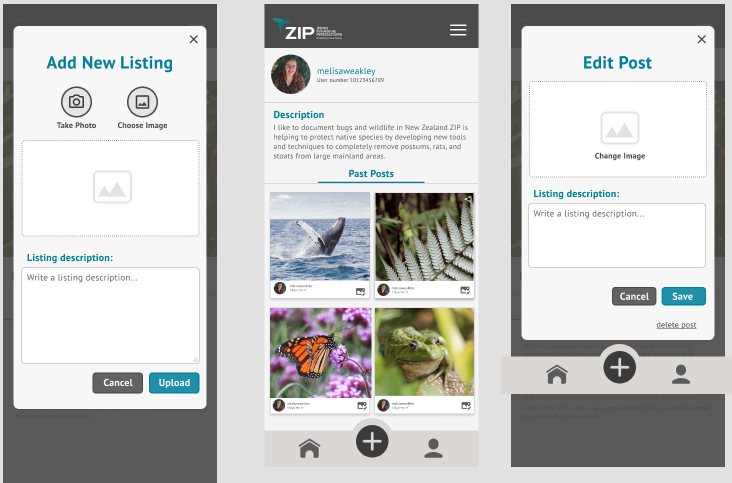 Add New Listing
Take Photo
Choose Image
Listing description:
Write a listing description...
Cancel
Upload
ZIP
melisaweakley
User number 10123456789
Description
I like to document bugs and wildlife in New Zealand ZIP is
helping to protect native species by developing new tools
and techniques to completely remove possums, rats, and
stoats from large mainland areas.
Past Posts
Edit Post
Change Image
Listing description:
Write a listing description...
Cancel
Save
delete post